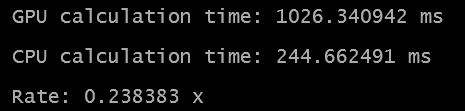 GPU calculation time: 1026.340942 ms
CPU calculation time: 244.662491 ms
Rate: 0.238383 x